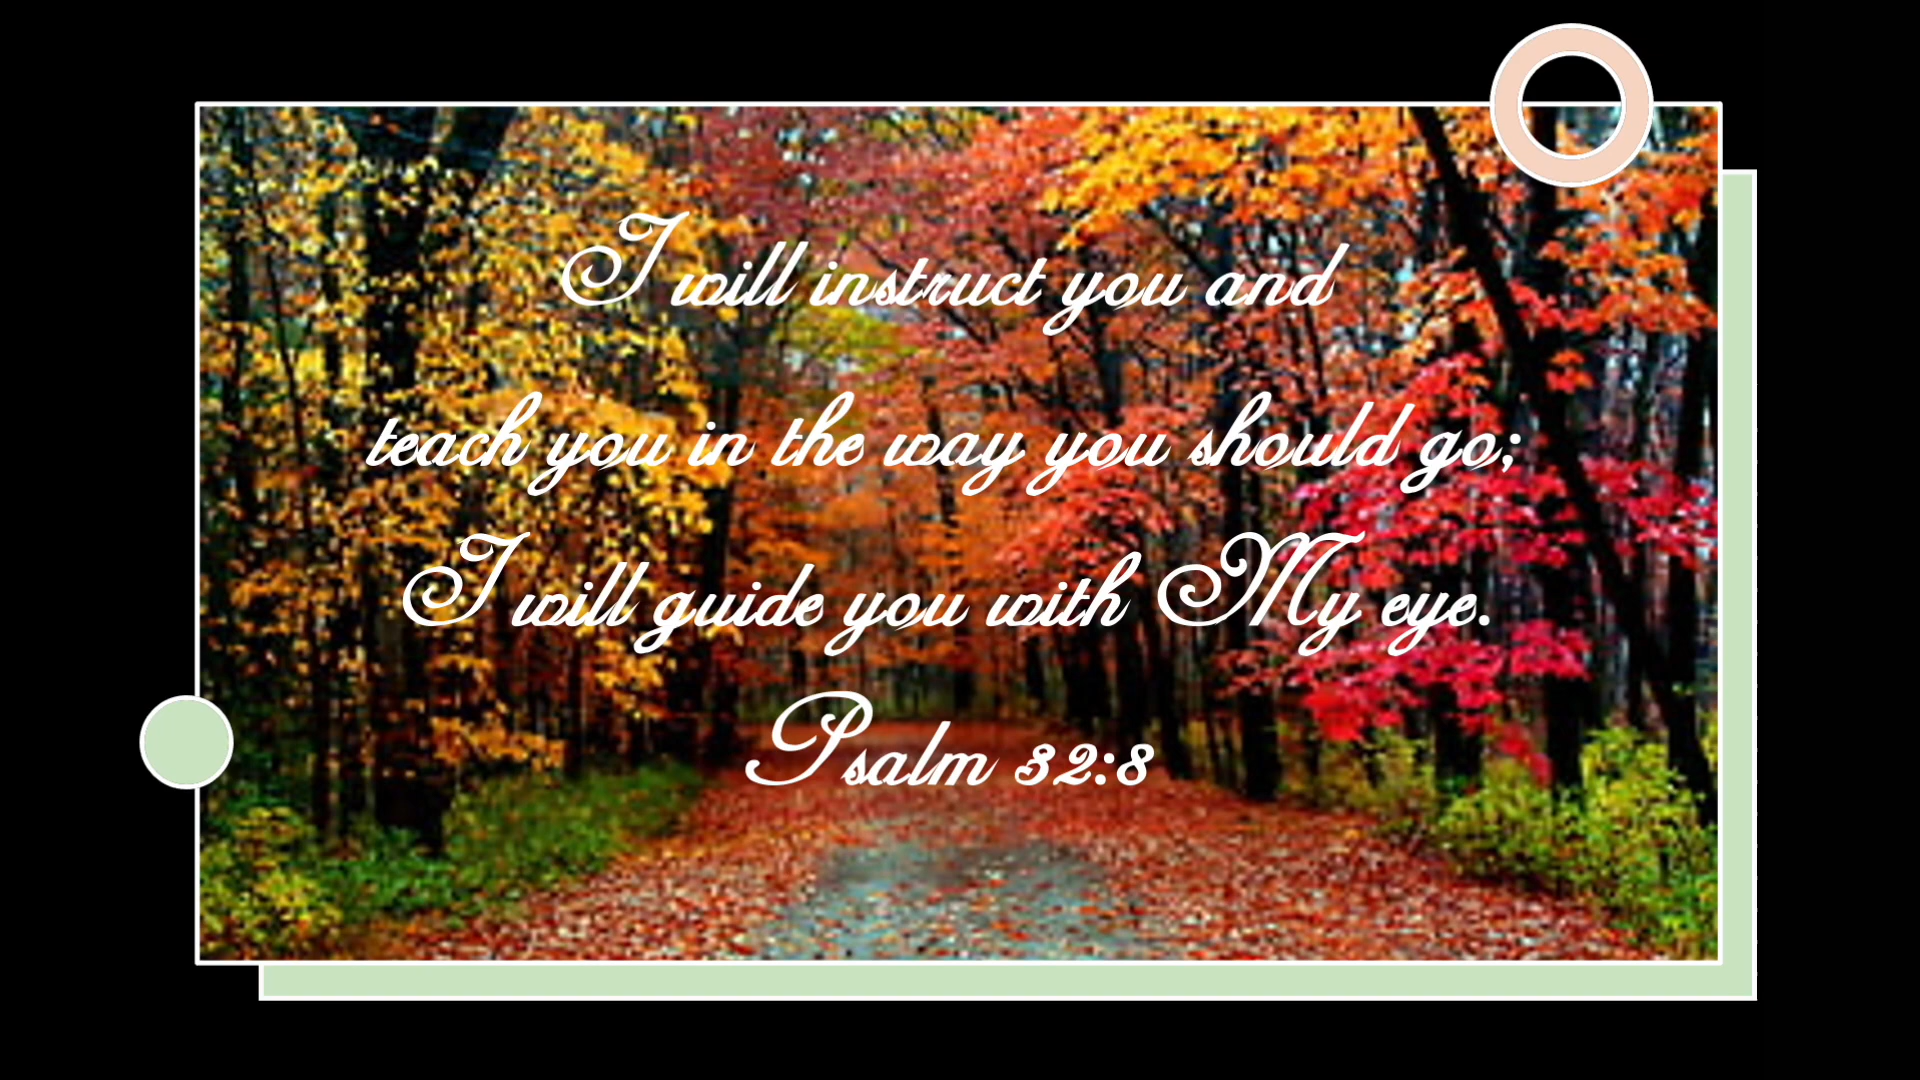 I will instruct you and
teach you in the way you should go;
I will guide you with My eye.
Psalm 32:8